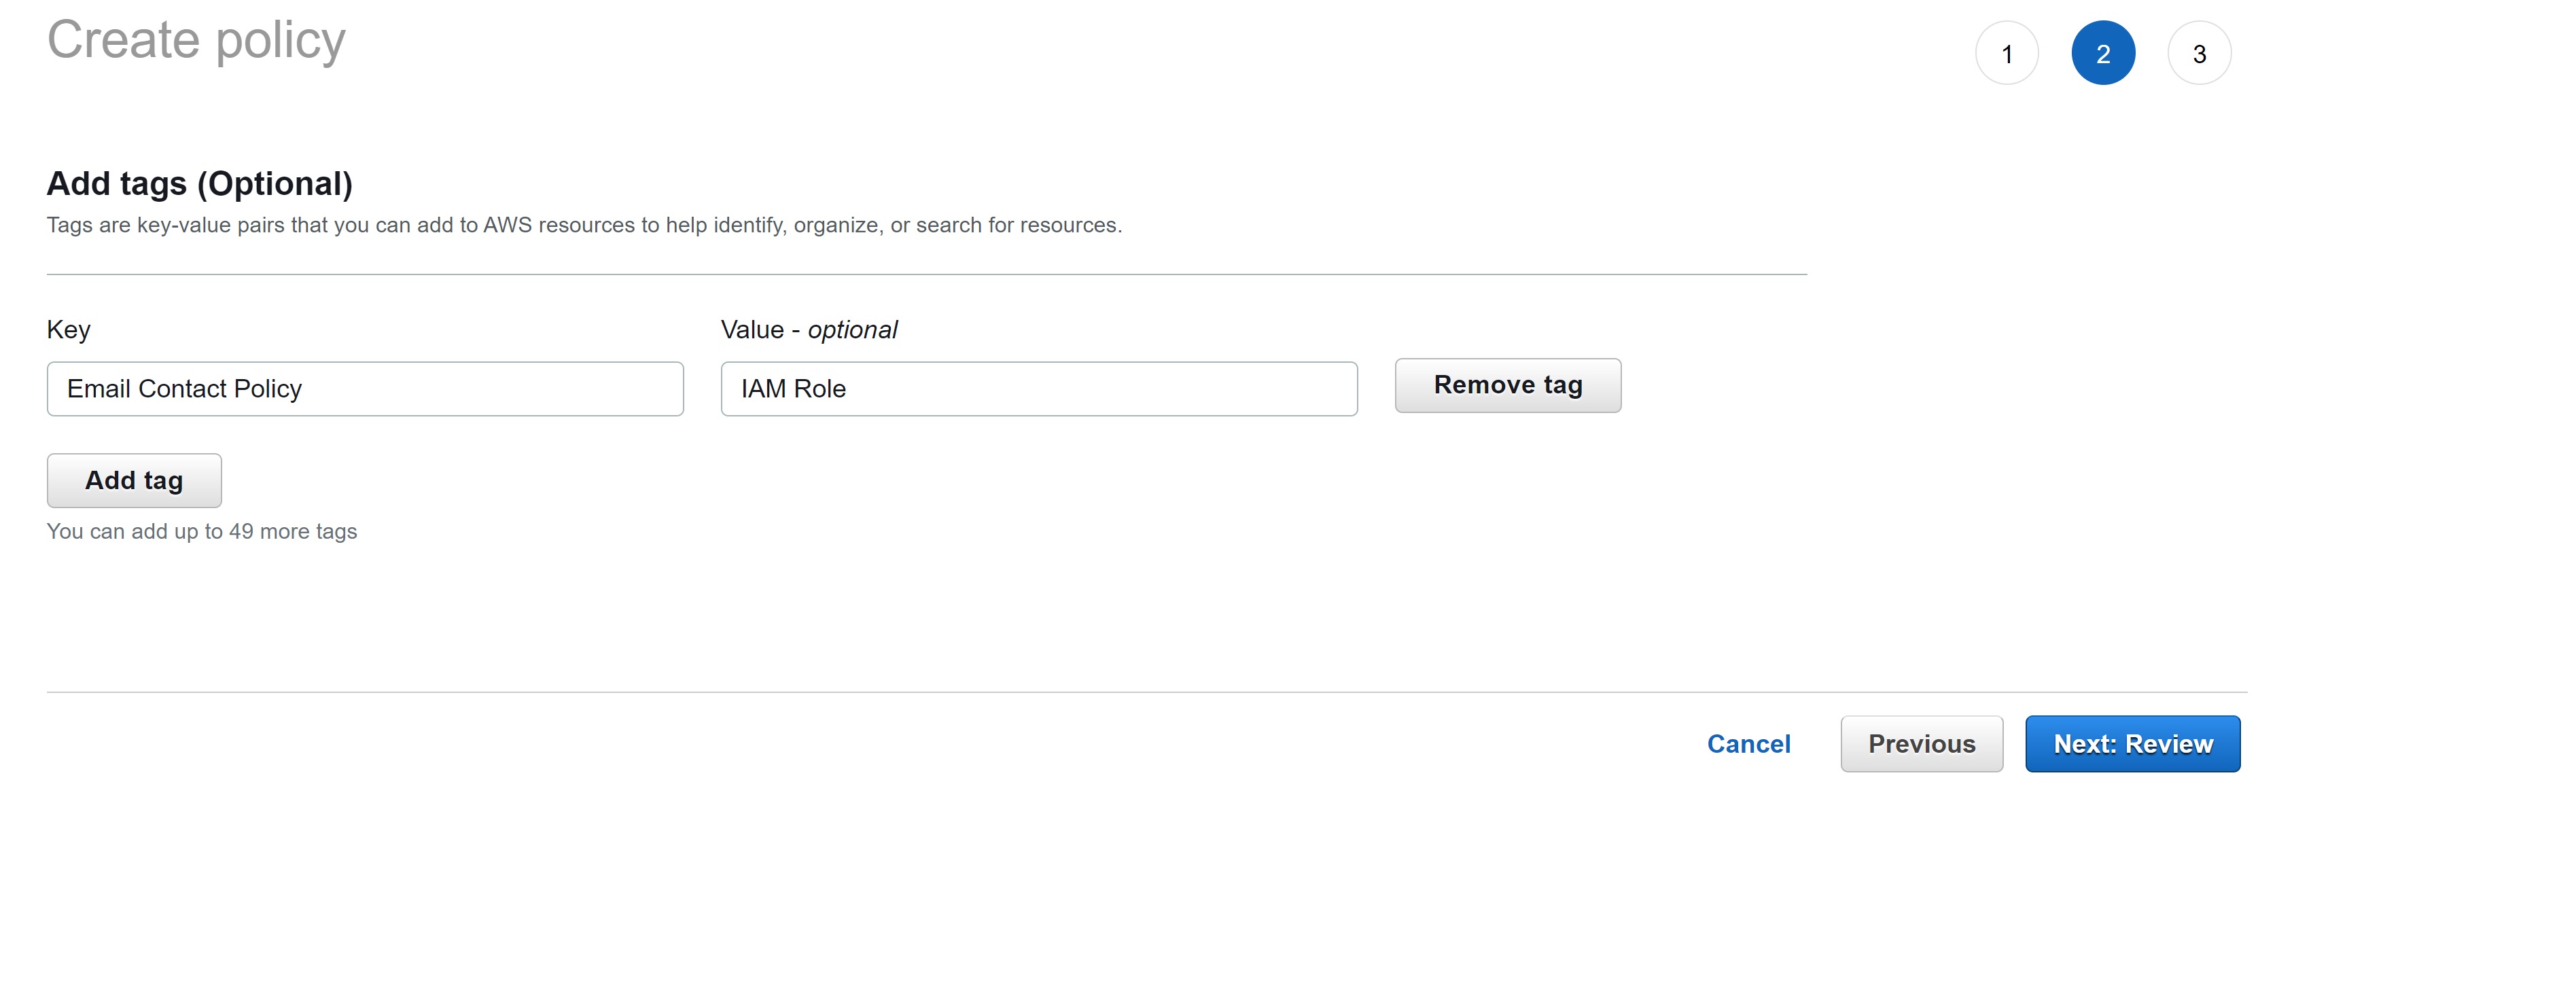 Create policy
1 2 3
Add tags (Optional)
Tags are key-value pairs that you can add to AWS resources to help identify, organize, or search for resources.
Key Value - optional
Email Contact Policy IAM Role Remove tag
Add tag
You can add up to 49 more tags
Cancel Previous Next: Review